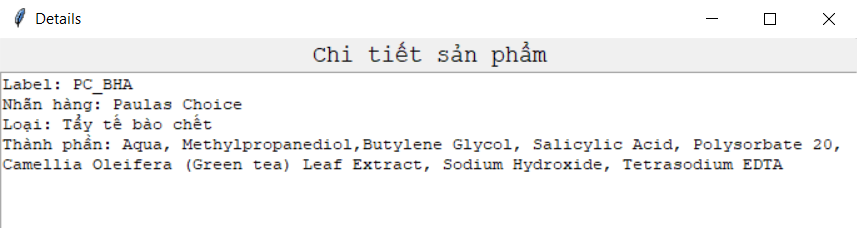 Details
Chi tiết sản phẩm
Label: PC_BHA
Nhãn hàng: Paulas Choice
Loại: Tẩy tế bào chết
Thành phần: Aqua, Methylpropanediol,Butylene Glycol, Salicylic Acid, Polysorbate 20,
Camellia Oleifera (Green tea) Leaf Extract, Sodium Hydroxide, Tetrasodium EDTA